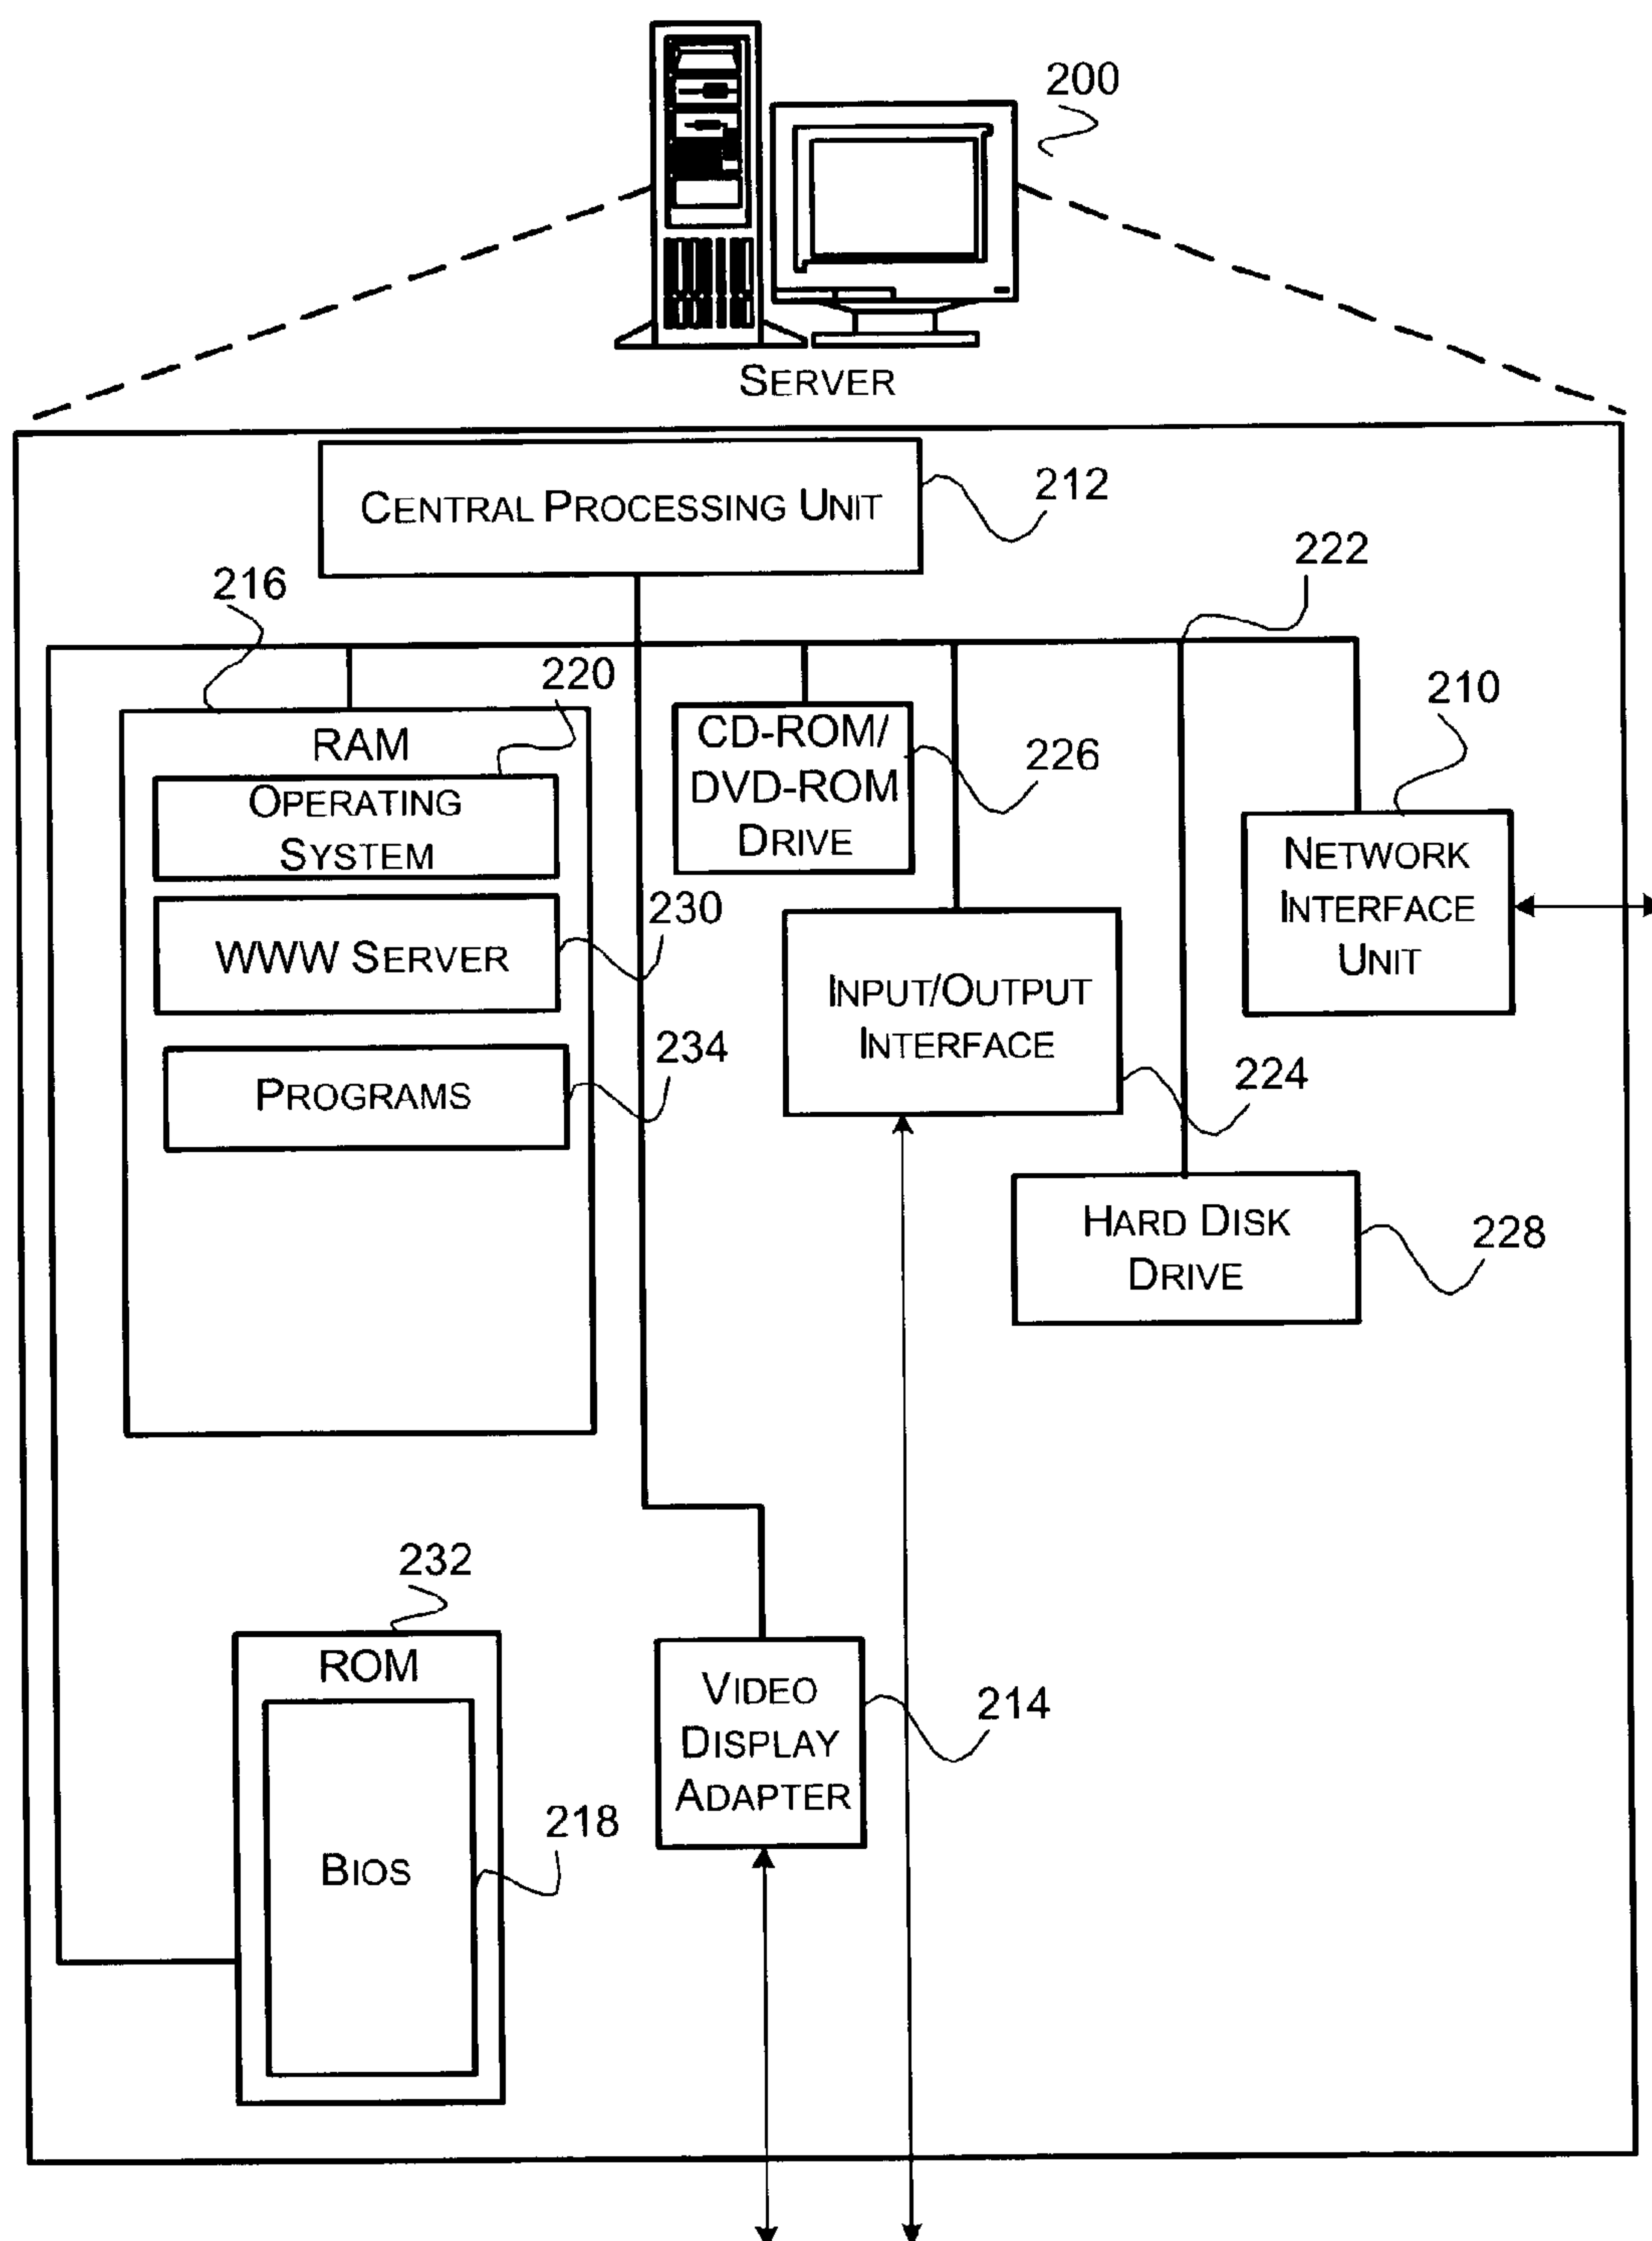 200
SERVER
CENTRAL PROCESSING UNIT
212
222
216
220
210
RAM
CD-ROM/
DVD-ROM
DRIVE
226
OPERATING
SYSTEM
NETWORK
INTERFACE
UNIT
230
WWW SERVER
INPUT/OUTPUT
INTERFACE
234
224
PROGRAMS
HARD DISK
DRIVE
228
232
ROM
VIDEO
DISPLAY
ADAPTER
214
218
BIOS